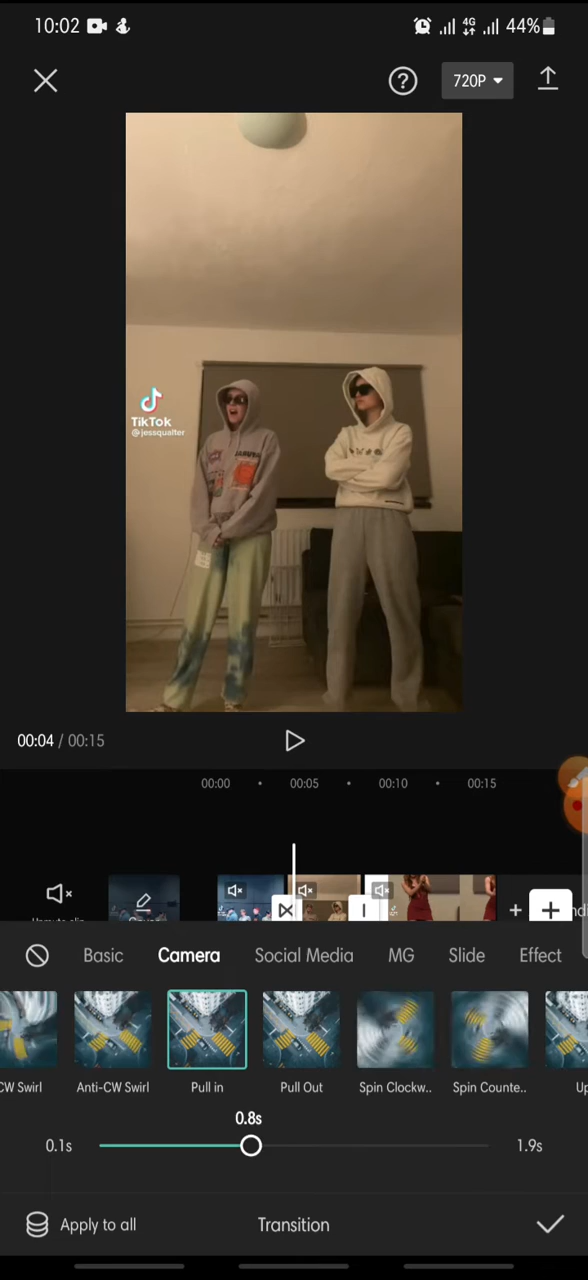 10:02
4G
44%
720P
TikTok
@jessqualter
00:04 / 00:15
00:00
00:05
00:10
00:15
Basic
Camera
Social Media
MG
Slide
Effect
CW Swirl
Anti-CW Swirl
Pull in
Pull Out
Spin Clockw..
Spin Counte..
Up
0.8s
0.1s
1.9s
Apply to all
Transition